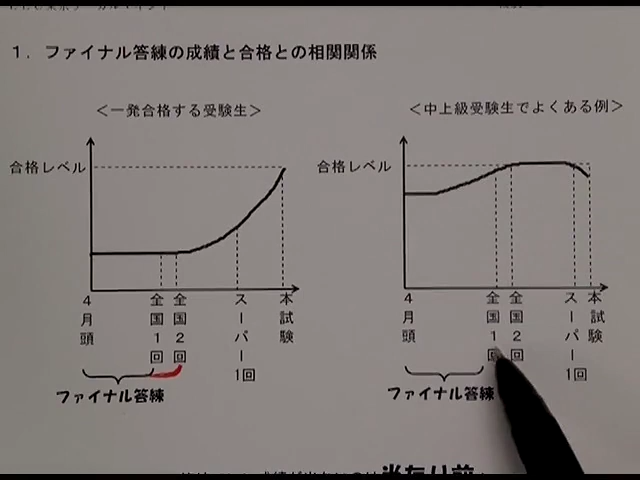 1. ファイナル答練の成績と合格との相関関係
＜一発合格する受験生＞
＜中上級受験生でよくある例＞
合格レベル
合格レベル
4月頭
全国1回
全国2回
スーパー1回
本試験
ファイナル答練
4月頭
全国1回
全国2回
スーパー1回
本試験
ファイナル答練
当たり前